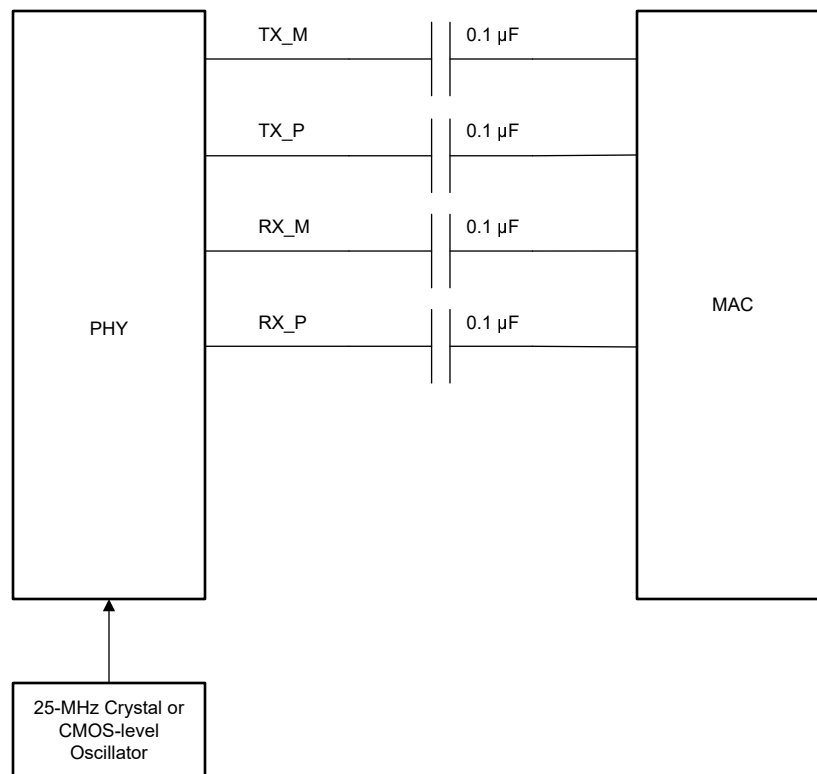 TX_M
0.1 µF
TX_P
0.1 µF
RX_M
0.1 µF
RX_P
0.1 µF
PHY
MAC
25-MHz Crystal or
CMOS-level
Oscillator